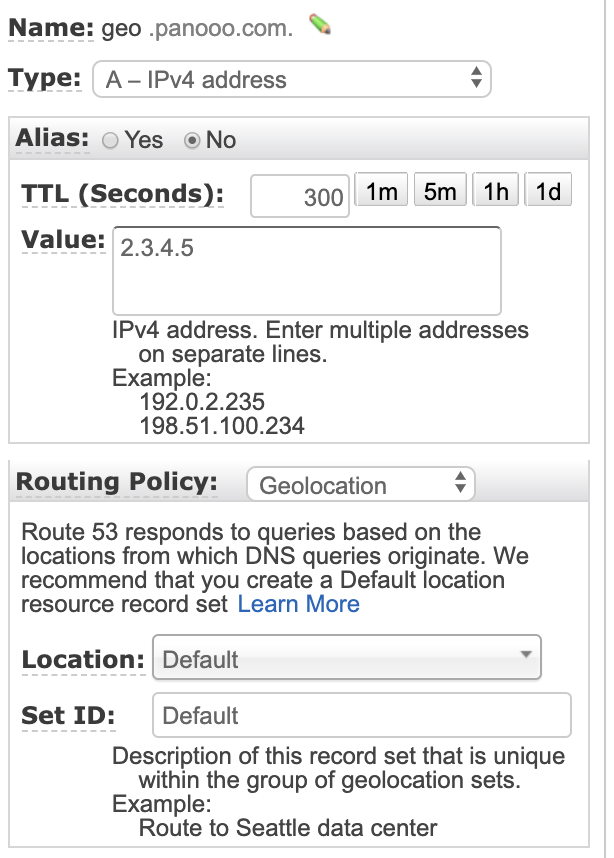 Name: geo .panooo.com.
Type: A – IPv4 address
Alias: Yes No
TTL (Seconds): 300 1m 5m 1h 1d
Value: 2.3.4.5
IPv4 address. Enter multiple addresses
on separate lines.
Example:
192.0.2.235
198.51.100.234
Routing Policy: Geolocation
Route 53 responds to queries based on the
locations from which DNS queries originate. We
recommend that you create a Default location
resource record set Learn More
Location: Default
Set ID: Default
Description of this record set that is unique
within the group of geolocation sets.
Example:
Route to Seattle data center